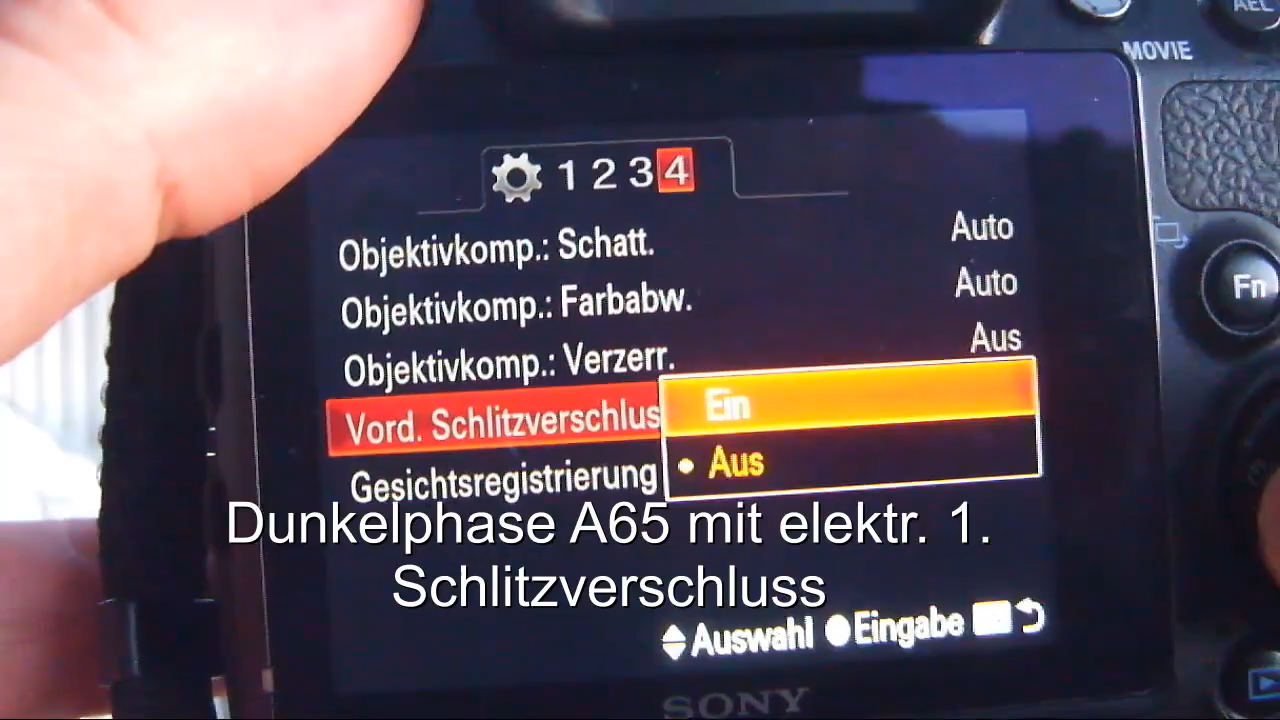 AEL
MOVIE
1 2 3 4
Objektivkomp.: Schatt. Auto
Objektivkomp.: Farbabw. Auto
Objektivkomp.: Verzerr. Aus
Vord. Schlitzverschlus
Ein
Aus
Gesichtsregistrierung
Fn
Dunkelphase A65 mit elektr. 1.
Schlitzverschluss
Auswahl Eingabe
SONY